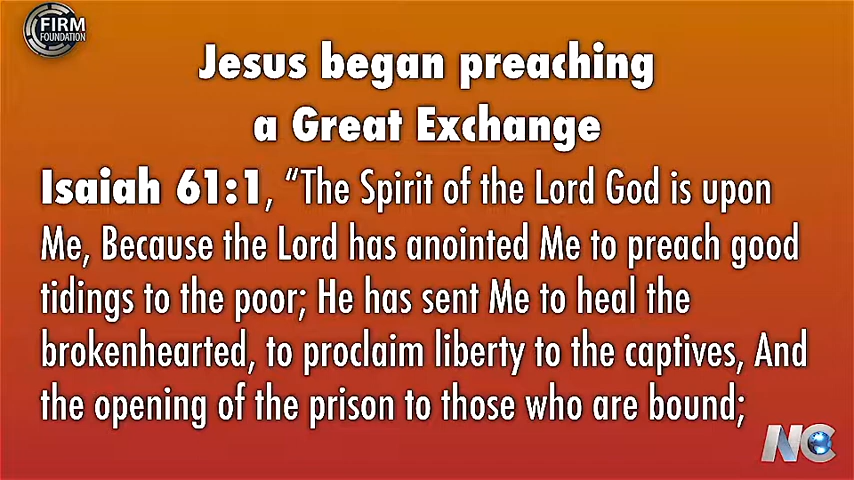 FIRM
FOUNDATION
Jesus began preaching
a Great Exchange
Isaiah 61:1, “The Spirit of the Lord God is upon
Me, Because the Lord has anointed Me to preach good
tidings to the poor; He has sent Me to heal the
brokenhearted, to proclaim liberty to the captives, And
the opening of the prison to those who are bound;
NC